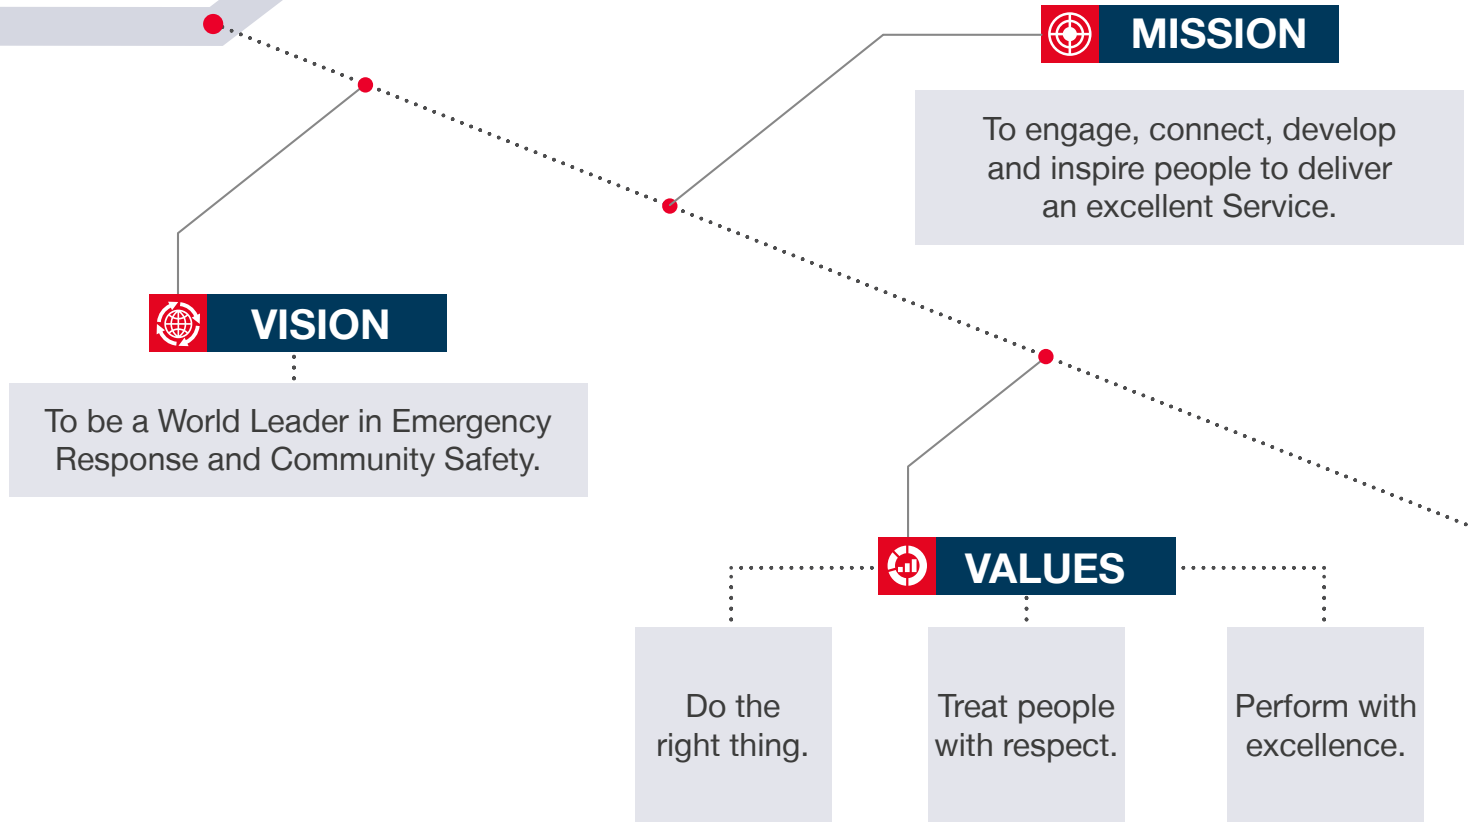 MISSION
To engage, connect, develop
and inspire people to deliver
an excellent Service.
VISION
To be a World Leader in Emergency
Response and Community Safety.
VALUES
Do the
right thing.
Treat people
with respect.
Perform with
excellence.